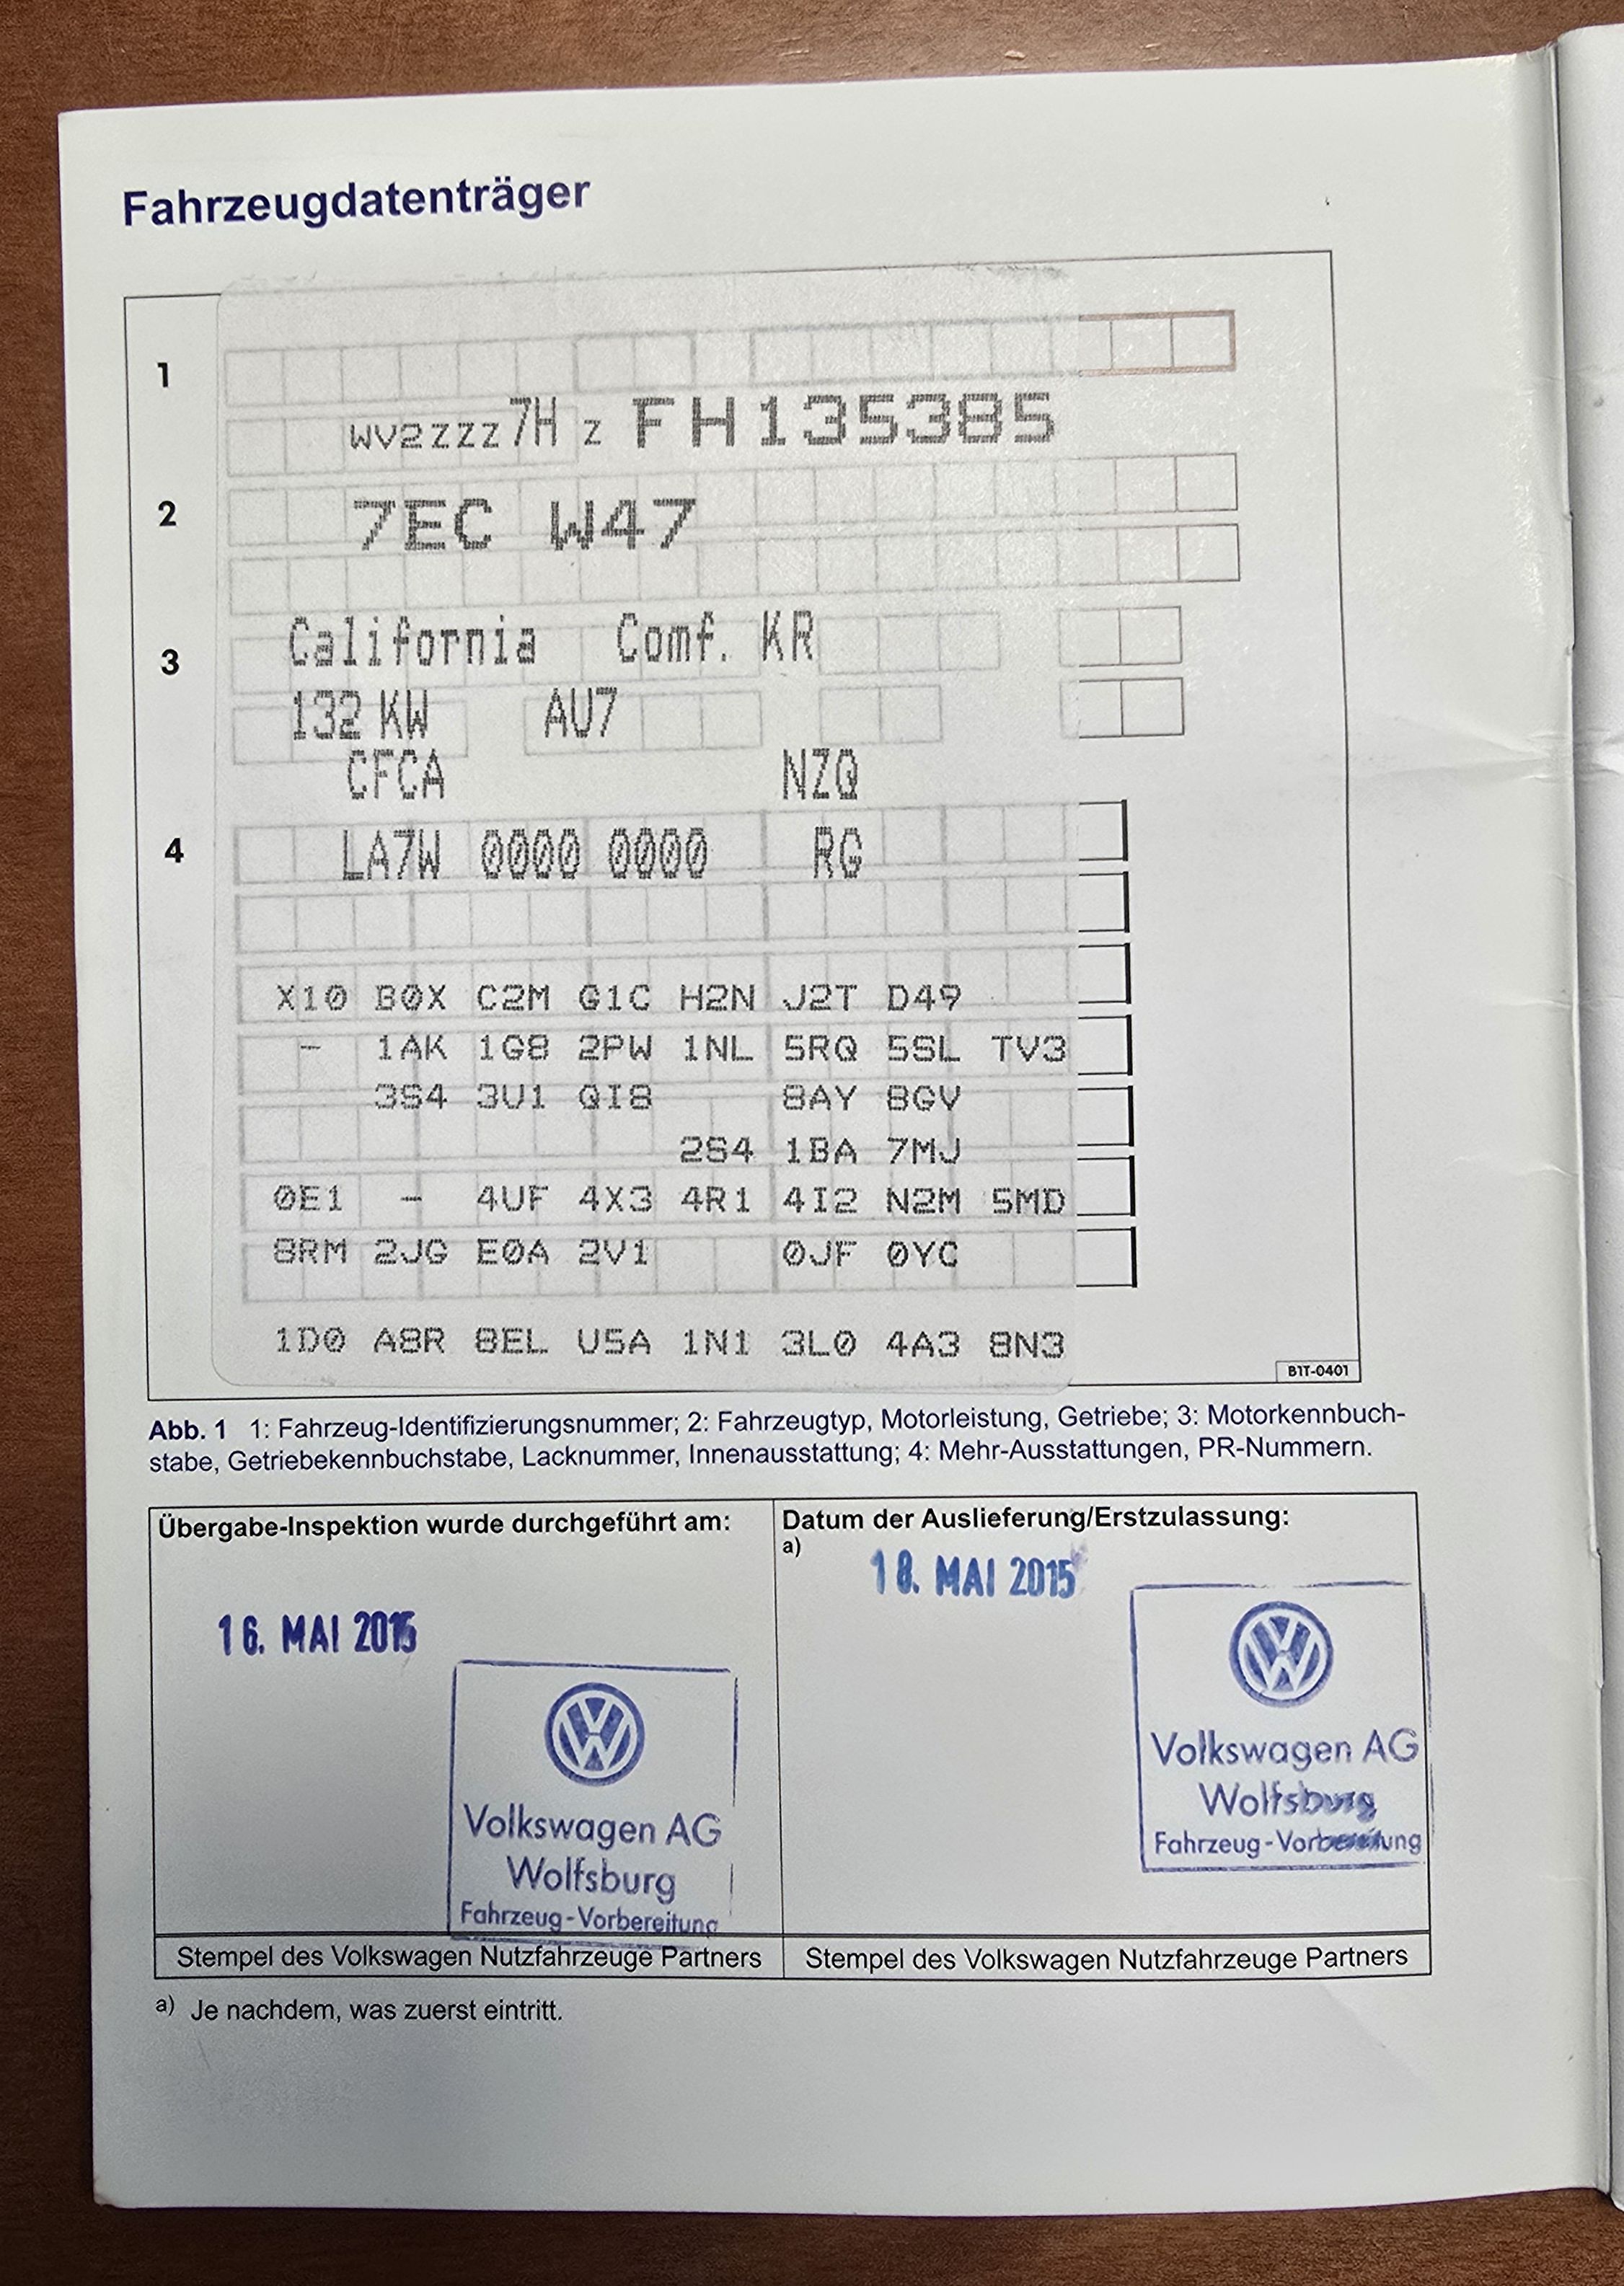 Fahrzeugdatenträger
1
WV2ZZZ7H Z FH135385
2
7EC W47
3
California Comf. KR
132 KW AU7
CFCA NZQ
4
LA7W 0000 0000 RG
X10 B0X C2M G1C H2N J2T D49
- 1AK 1G8 2PW 1NL 5RQ 5SL TV3
3S4 3U1 QI8 8AY 8GV
2S4 1BA 7MJ
0E1 - 4UF 4X3 4R1 4I2 N2M 5MD
8RM 2JG E0A 2V1 0JF 0YC
1D0 A8R 8EL U5A 1N1 3L0 4A3 8N3
B1T-0401
Abb. 1 1: Fahrzeug-Identifizierungsnummer; 2: Fahrzeugtyp, Motorleistung, Getriebe; 3: Motorkennbuch-
stabe, Getriebekennbuchstabe, Lacknummer, Innenausstattung; 4: Mehr-Ausstattungen, PR-Nummern.
Übergabe-Inspektion wurde durchgeführt am:
16. MAI 2015
VW
Volkswagen AG
Wolfsburg
Fahrzeug-Vorbereitung
Stempel des Volkswagen Nutzfahrzeuge Partners
Datum der Auslieferung/Erstzulassung:
a)
18. MAI 2015
VW
Volkswagen AG
Wolfsburg
Fahrzeug-Vorbereitung
Stempel des Volkswagen Nutzfahrzeuge Partners
a) Je nachdem, was zuerst eintritt.